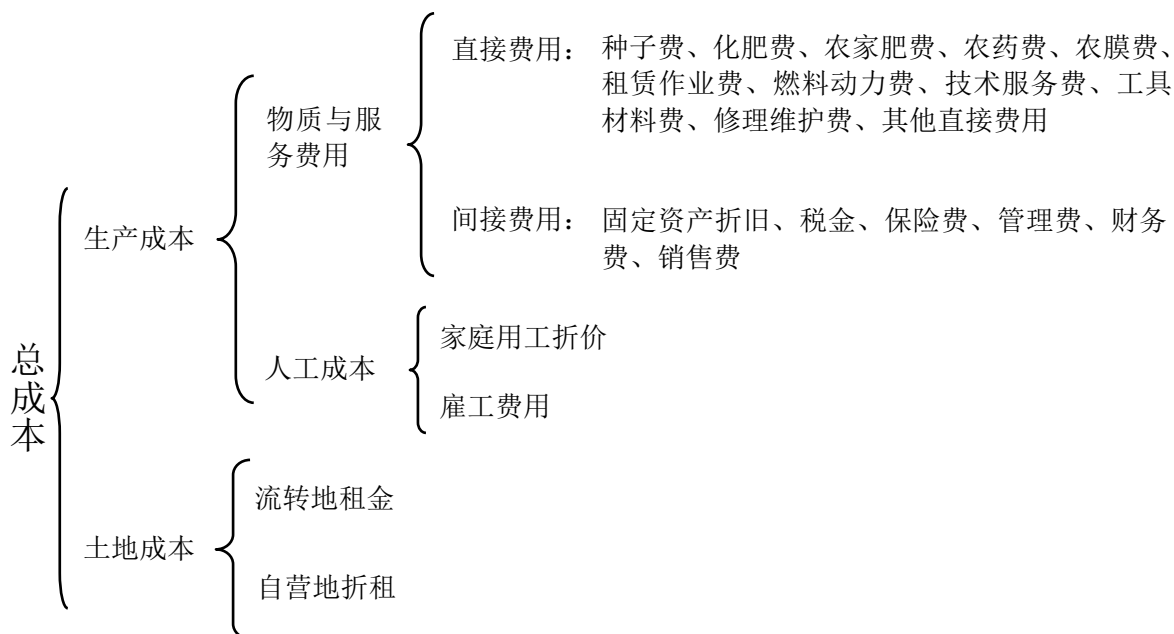 直接费用： 种子费、化肥费、农家肥费、农药费、农膜费、
租赁作业费、燃料动力费、技术服务费、工具
材料费、修理维护费、其他直接费用
物质与服
务费用
间接费用： 固定资产折旧、税金、保险费、管理费、财务
费、销售费
生产成本
家庭用工折价
人工成本
雇工费用
总成本
流转地租金
土地成本
自营地折租